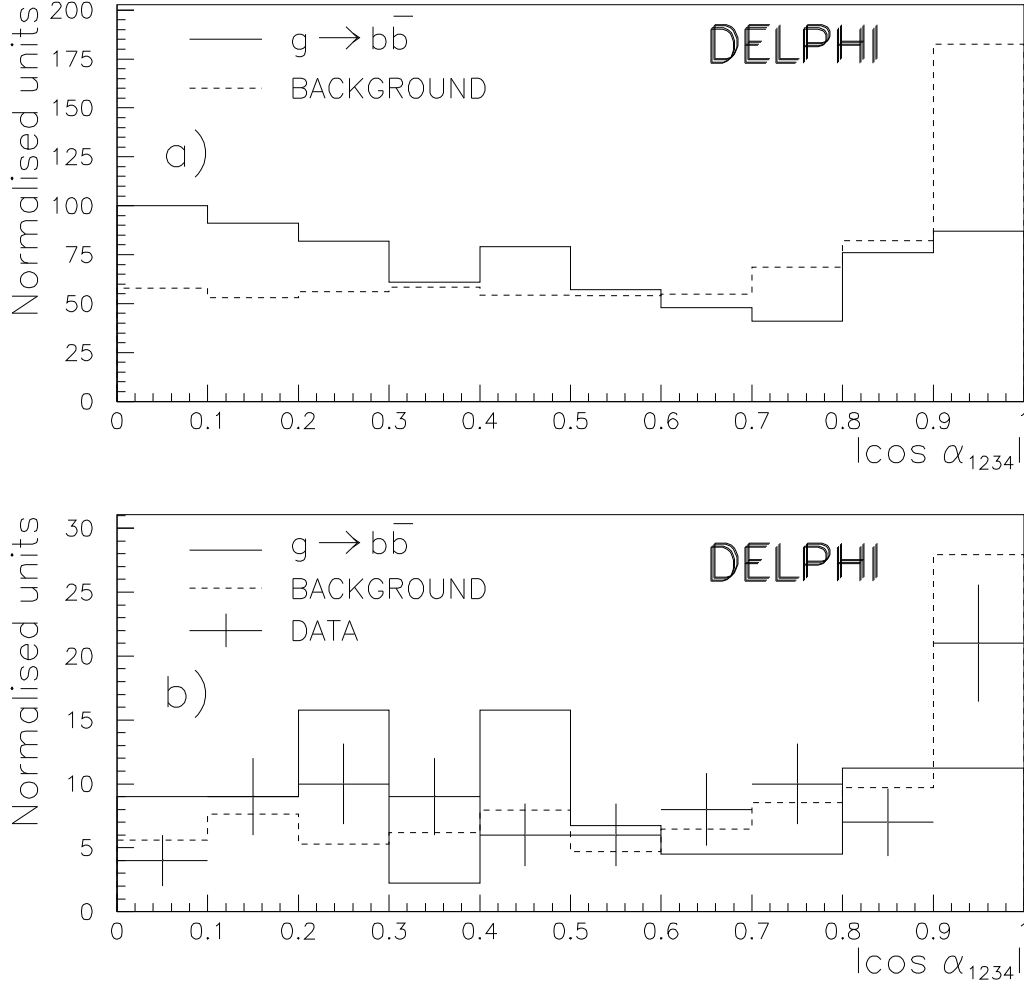 Normalised units
200
175
150
125
100
75
50
25
0
g → bb̅
BACKGROUND
DELPHI
a)
0 0.1 0.2 0.3 0.4 0.5 0.6 0.7 0.8 0.9 1
|cos α1234|
Normalised units
30
25
20
15
10
5
0
g → bb̅
BACKGROUND
DATA
DELPHI
b)
0 0.1 0.2 0.3 0.4 0.5 0.6 0.7 0.8 0.9 1
|cos α1234|